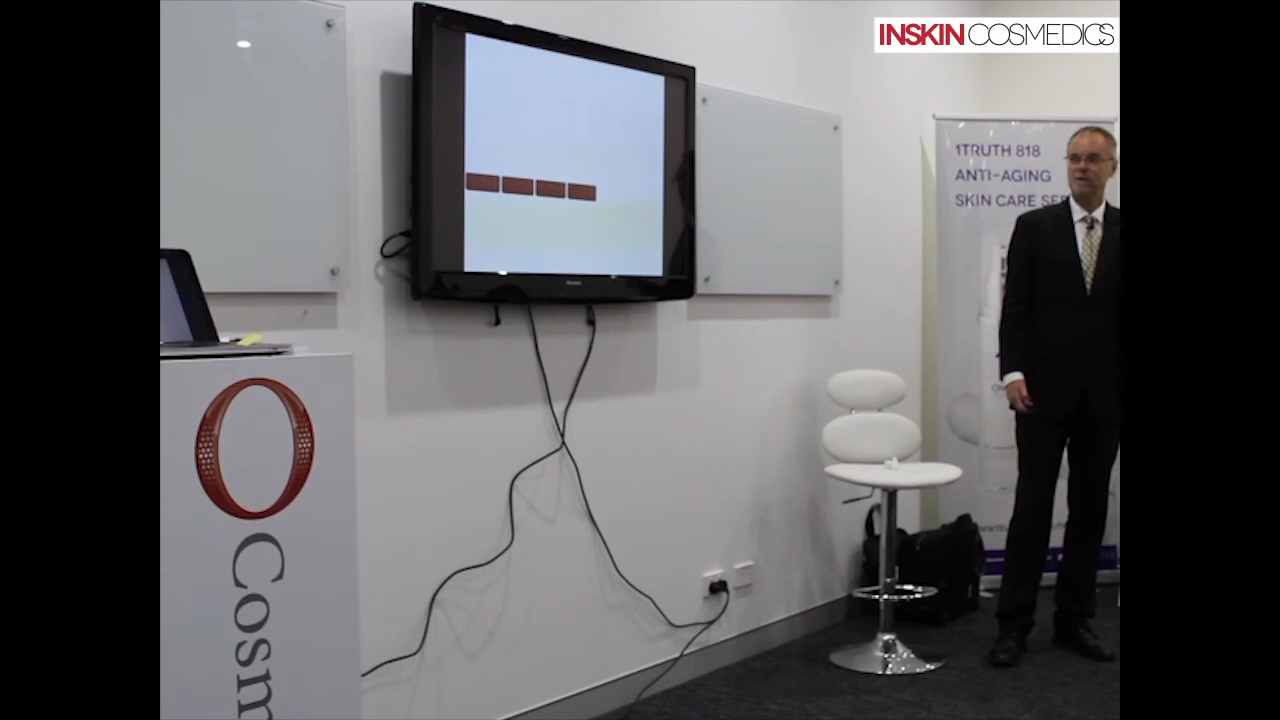 INSKIN COSMEDICS
1TRUTH 818
ANTI-AGING
SKIN CARE SE
Cosm